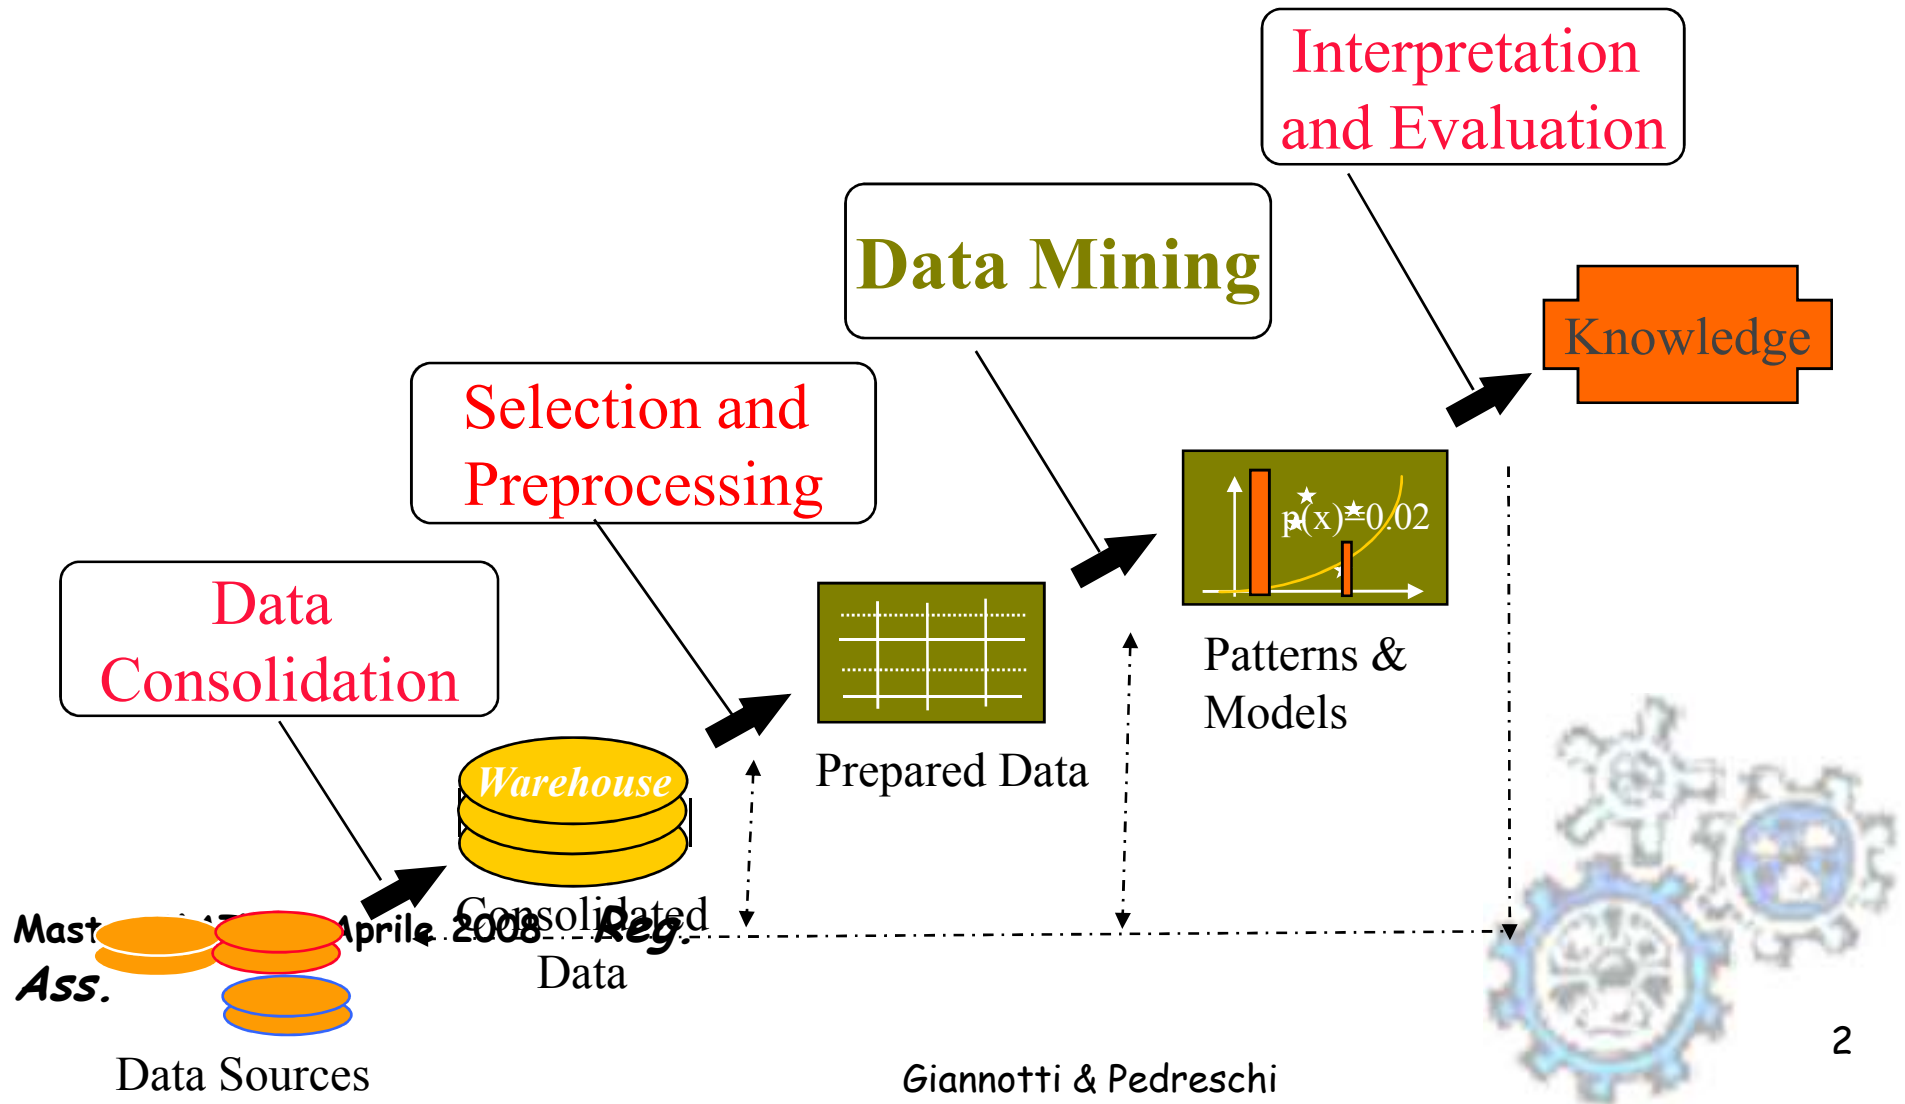 Interpretation
and Evaluation
Data Mining
Knowledge
Selection and
Preprocessing
p(x)=0.02
Data
Consolidation
Patterns &
Models
Warehouse
Prepared Data
Consolidated
Data
Aprile 2008 Reg.
Ass.
Data Sources
Giannotti & Pedreschi
2